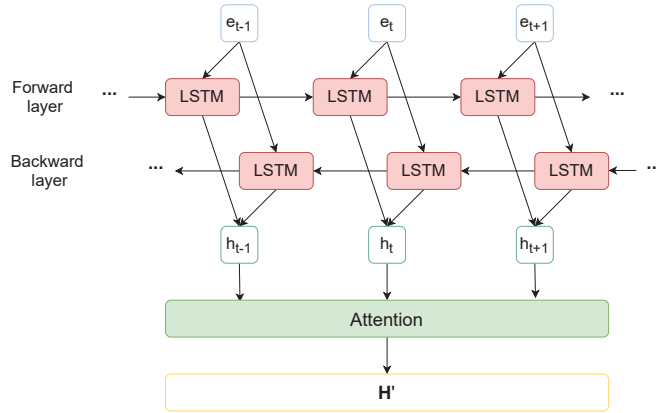 e_{t-1} e_t e_{t+1}
Forward
layer
... LSTM LSTM LSTM ...
Backward
layer
... LSTM LSTM LSTM ..
h_{t-1} h_t h_{t+1}
Attention
H'